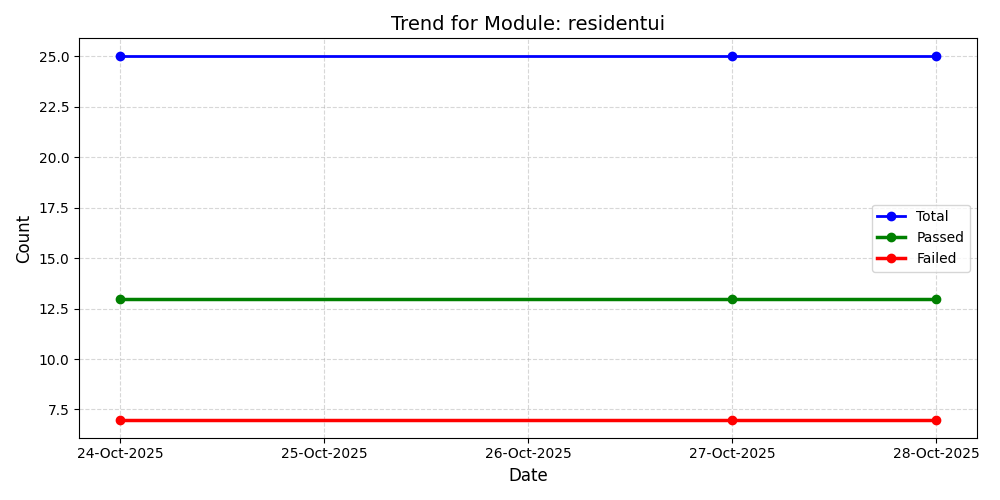 Trend for Module: residentui
25.0
22.5
20.0
17.5
15.0
12.5
10.0
7.5
Count
Total
Passed
Failed
24-Oct-2025 25-Oct-2025 26-Oct-2025 27-Oct-2025 28-Oct-2025
Date